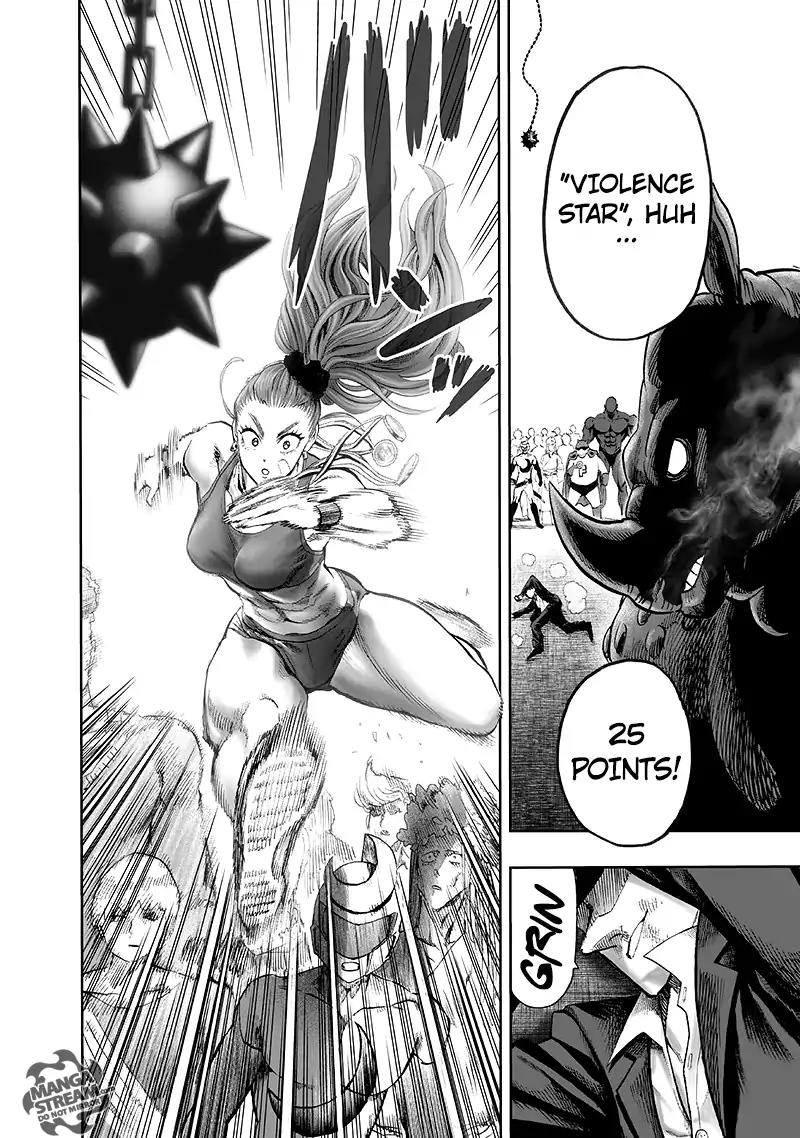 "VIOLENCE
STAR", HUH
...
25
POINTS!
GRIN
MANGA
STREAM
DO NOT MIRROR